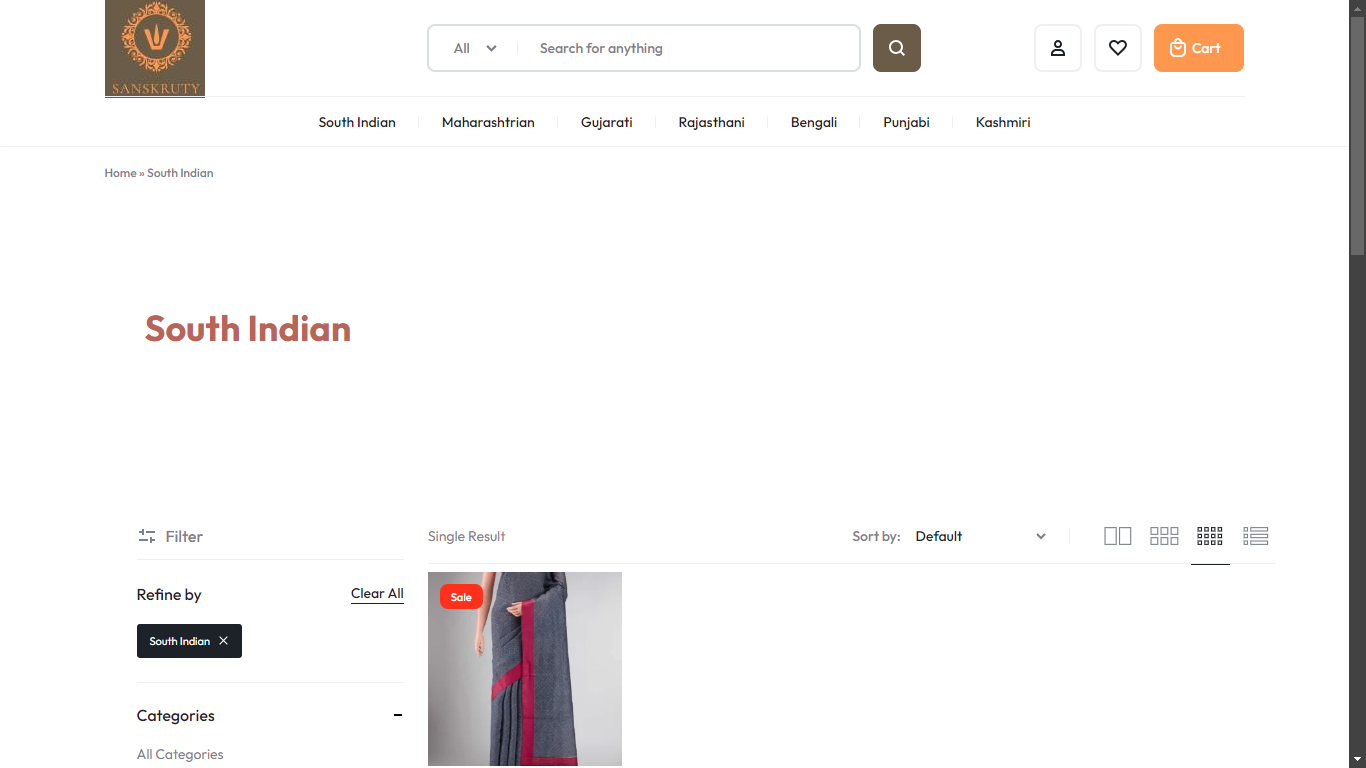 SANSKRUTY
All
Search for anything
Cart
South Indian
Maharashtrian
Gujarati
Rajasthani
Bengali
Punjabi
Kashmiri
Home » South Indian
South Indian
Filter
Single Result
Sort by: Default
Refine by
Clear All
South Indian
Sale
Categories
All Categories